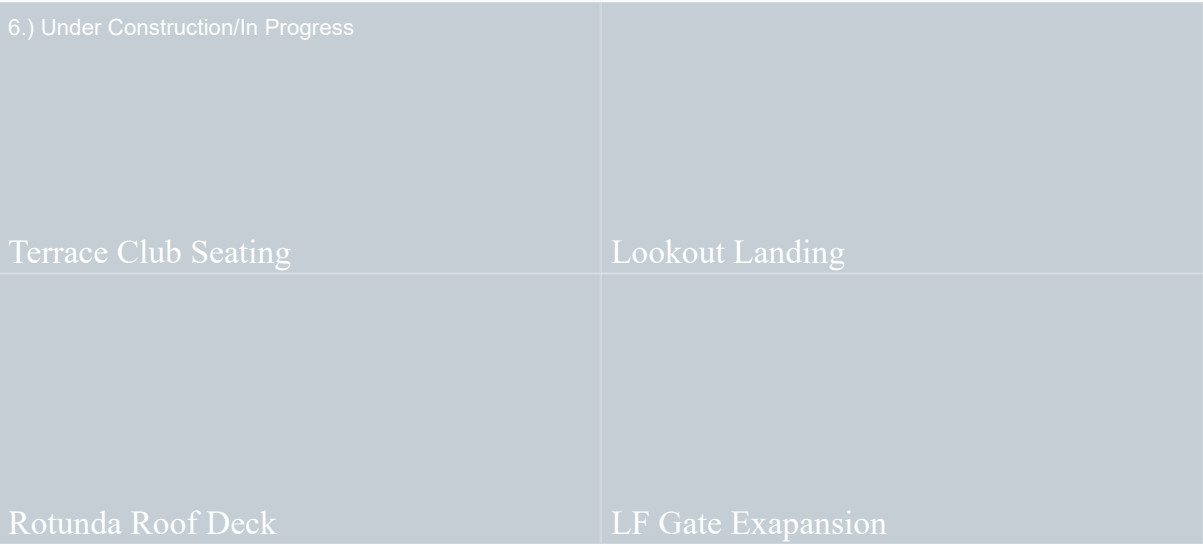 6.) Under Construction/In Progress
Terrace Club Seating
Lookout Landing
Rotunda Roof Deck
LF Gate Exapansion